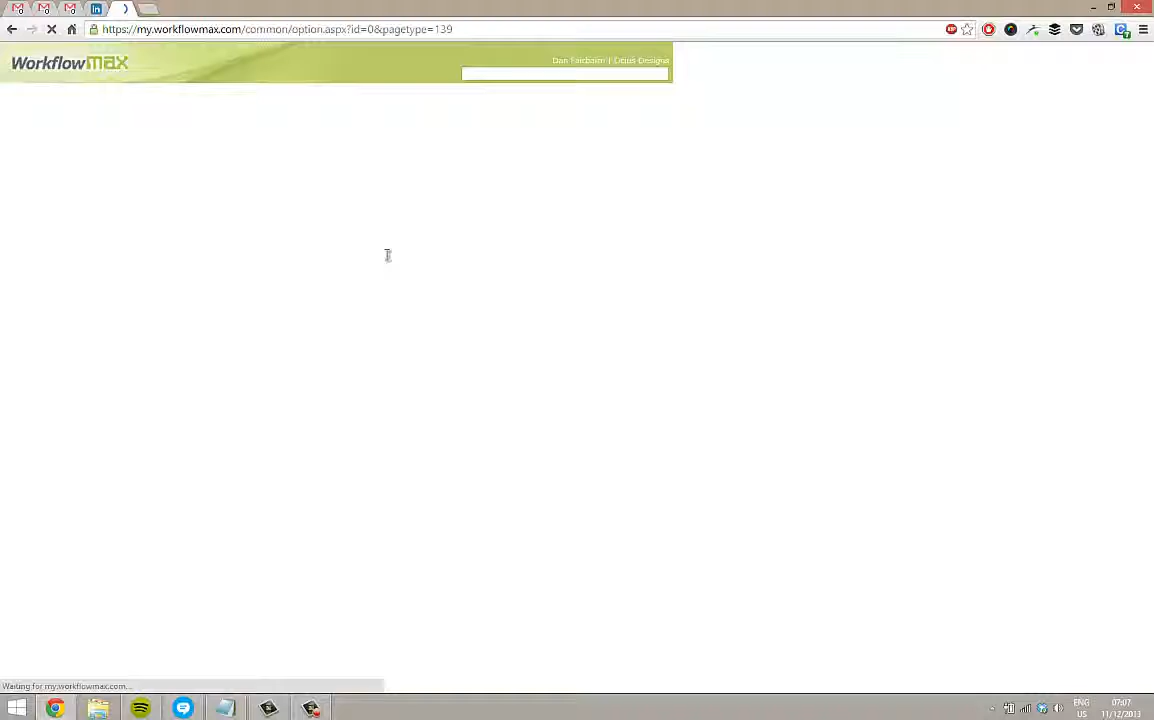 https://my.workflowmax.com/common/option.aspx?id=0&pagetype=139
Workflowmax
Dan Fairbairn | Ocius Designs
Waiting for my.workflowmax.com...
ENG
US
07:07
11/12/2013